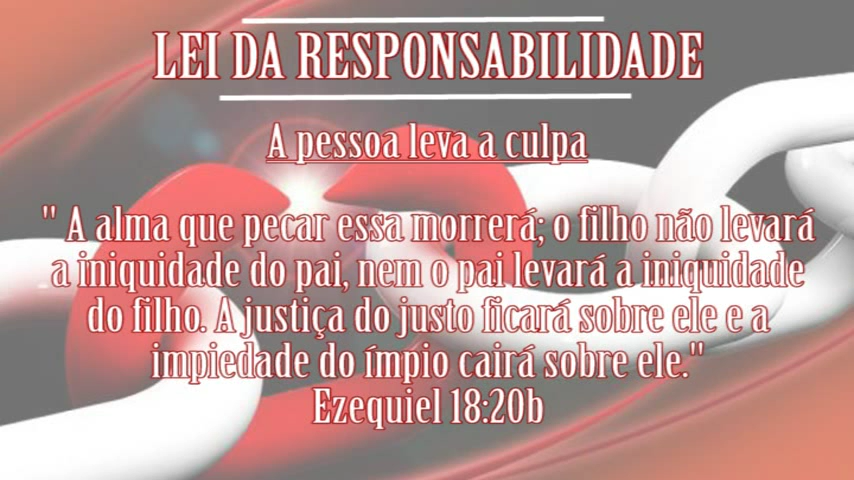 LEI DA RESPONSABILIDADE
A pessoa leva a culpa
" A alma que pecar essa morrerá; o filho não levará
a iniquidade do pai, nem o pai levará a iniquidade
do filho. A justiça do justo ficará sobre ele e a
impiedade do ímpio cairá sobre ele."
Ezequiel 18:20b